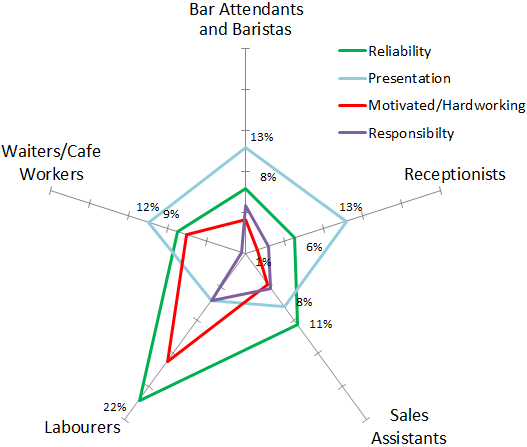 Bar Attendants
and Baristas
Reliability
Presentation
Motivated/Hardworking
Responsibilty
13%
8%
Waiters/Cafe
Workers
Receptionists
12%
9%
13%
6%
1%
8%
11%
22%
Labourers
Sales
Assistants